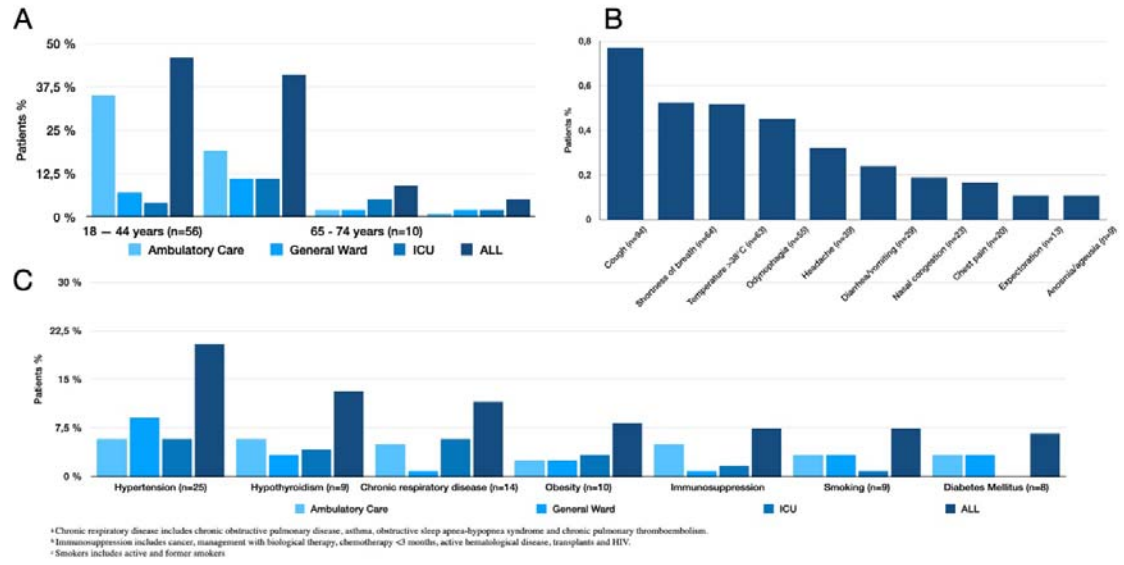 A
50 %
37,5 %
25 %
12,5 %
0 %
Patients %
18 — 44 years (n=56)
65 - 74 years (n=10)
Ambulatory Care
General Ward
ICU
ALL
B
0,8
0,6
0,4
0,2
0
Patients %
Cough (n=94)
Shortness of breath (n=64)
Temperature >38°C (n=63)
Odynophagia (n=55)
Headache (n=39)
Diarrhea/vomiting (n=29)
Nasal congestion (n=23)
Chest pain (n=20)
Expectoration (n=13)
Anosmia/ageusia (n=9)
C
30 %
22,5 %
15 %
7,5 %
0 %
Patients %
Hypertension (n=25)
Hypothyroidism (n=9)
Chronic respiratory disease (n=14)
Obesity (n=10)
Immunosuppression
Smoking (n=9)
Diabetes Mellitus (n=8)
Ambulatory Care
General Ward
ICU
ALL
ᵃ Chronic respiratory disease includes chronic obstructive pulmonary disease, asthma, obstructive sleep apnea-hypopnea syndrome and chronic pulmonary thromboembolism.
ᵇ Immunosuppression includes cancer, management with biological therapy, chemotherapy <3 months, active hematological disease, transplants and HIV.
ᶜ Smokers includes active and former smokers